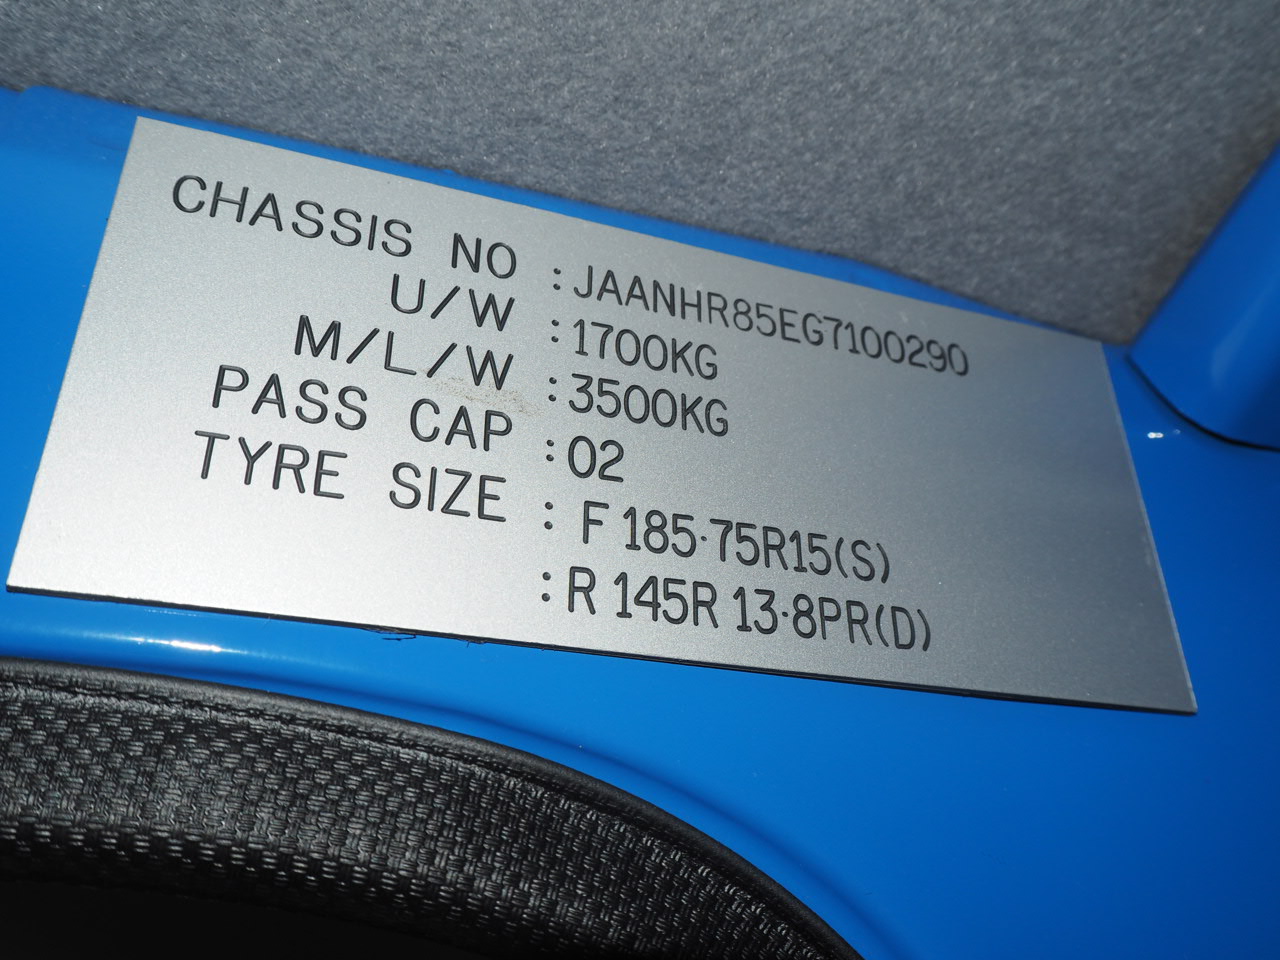 CHASSIS NO : JAANHR85EG7100290
U/W : 1700KG
M/L/W : 3500KG
PASS CAP : 02
TYRE SIZE : F 185·75R15(S)
: R 145R 13·8PR(D)